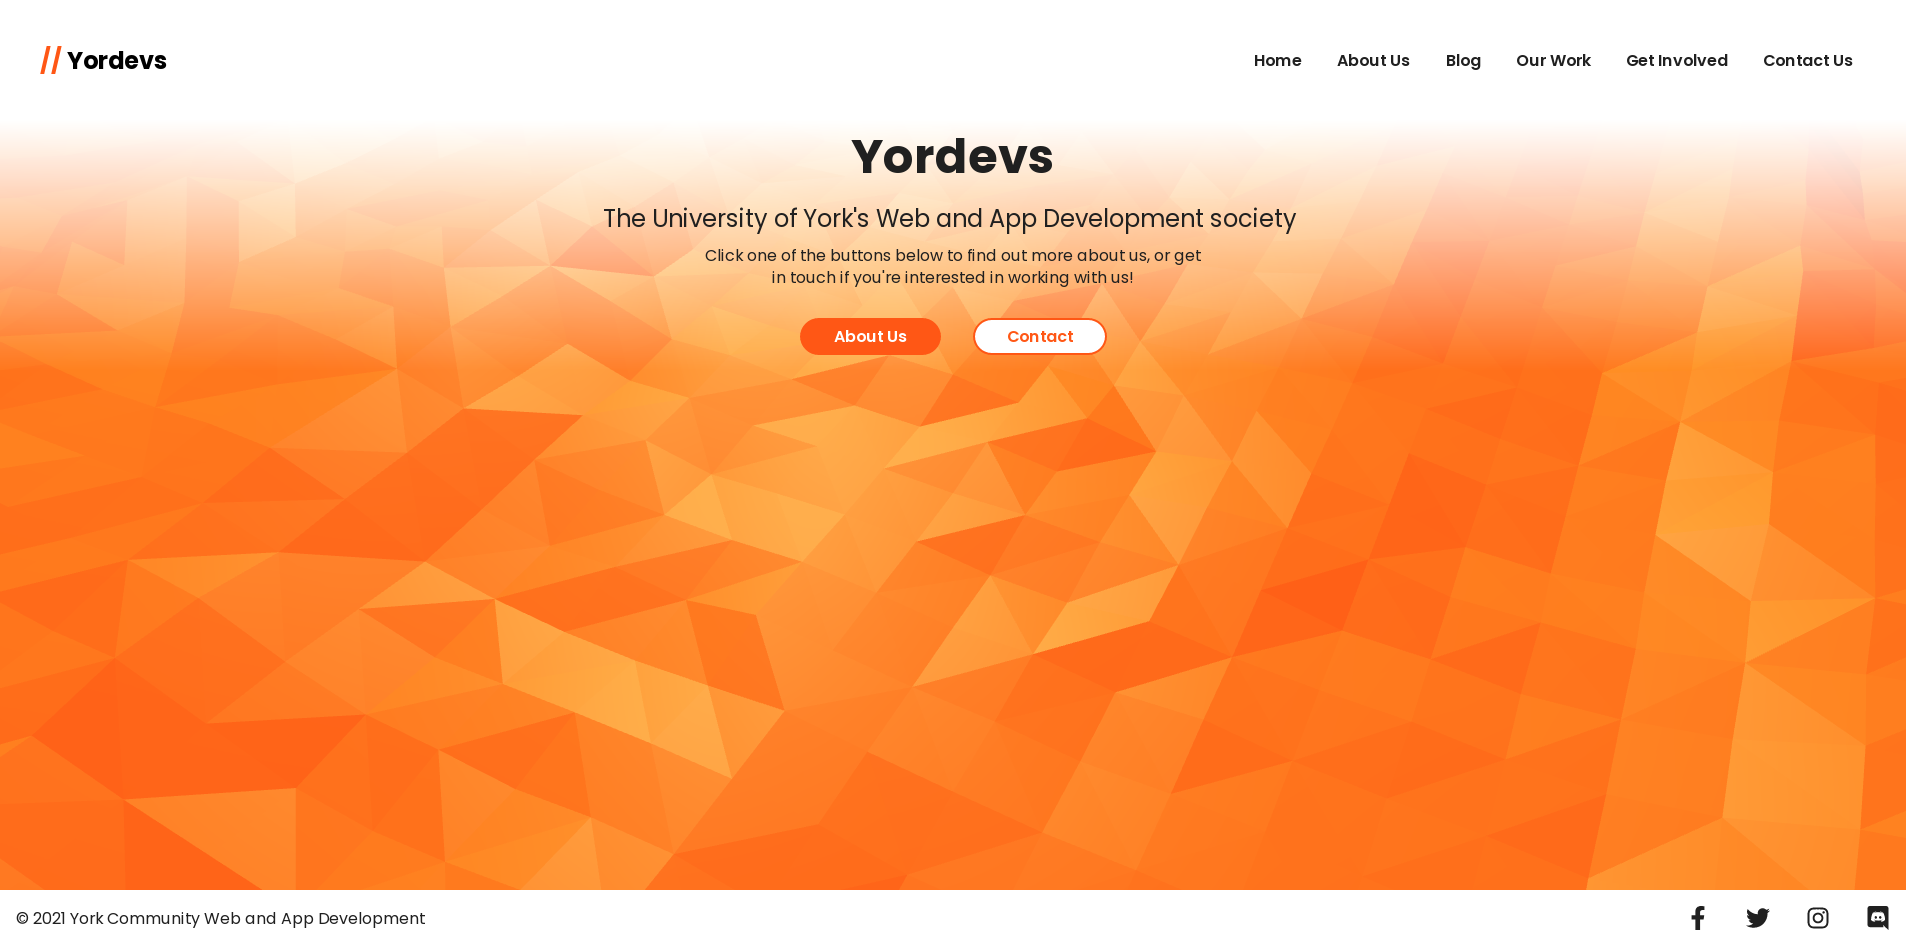 // Yordevs
Home About Us Blog Our Work Get Involved Contact Us
Yordevs
The University of York's Web and App Development society
Click one of the buttons below to find out more about us, or get
in touch if you're interested in working with us!
About Us Contact
© 2021 York Community Web and App Development